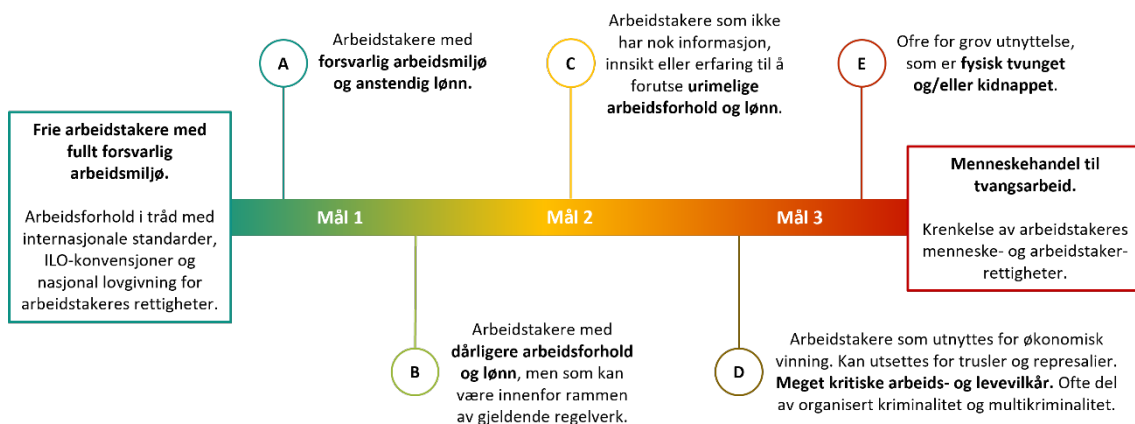 Frie arbeidstakere med
fullt forsvarlig
arbeidsmiljø.
Arbeidsforhold i tråd med
internasjonale standarder,
ILO-konvensjoner og
nasjonal lovgivning for
arbeidstakeres rettigheter.
A
Arbeidstakere med
forsvarlig arbeidsmiljø
og anstendig lønn.
C
Arbeidstakere som ikke
har nok informasjon,
innsikt eller erfaring til å
forutse urimelige
arbeidsforhold og lønn.
E
Ofre for grov utnyttelse,
som er fysisk tvunget
og/eller kidnappet.
Mål 1
Mål 2
Mål 3
Menneskehandel til
tvangsarbeid.
Krenkelse av arbeidstakeres
menneske- og arbeidstaker-
rettigheter.
B
Arbeidstakere med
dårligere arbeidsforhold
og lønn, men som kan
være innenfor rammen
av gjeldende regelverk.
D
Arbeidstakere som utnyttes for økonomisk
vinning. Kan utsettes for trusler og represalier.
Meget kritiske arbeids- og levevilkår. Ofte del
av organisert kriminalitet og multikriminalitet.